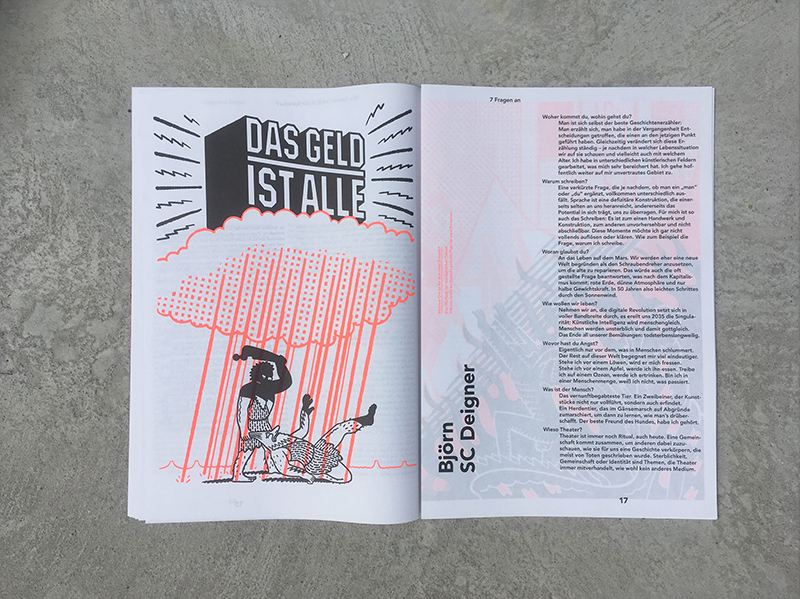 DAS GELD
IST ALLE
7 Fragen an
Björn
SC Deigner
Woher kommst du, wohin gehst du?
Man ist sich selbst der beste Geschichtenerzähler:
Man erzählt sich, man habe in der Vergangenheit Ent-
scheidungen getroffen, die einen an den jetzigen Punkt
geführt haben. Gleichzeitig verändert sich diese Er-
zählung ständig – je nachdem in welcher Lebenssituation
wir auf sie schauen und vielleicht auch mit welchem
Alter. Ich habe in unterschiedlichen künstlerischen Feldern
gearbeitet, was mich sehr bereichert hat. Ich gehe hof-
fentlich weiter auf mir unvertrautes Gebiet zu.
Warum schreiben?
Eine verkürzte Frage, die je nachdem, ob man ein „man“
oder „du“ ergänzt, vollkommen unterschiedlich aus-
fällt. Sprache ist eine defizitäre Konstruktion, die einer-
seits selten an uns heranreicht, andererseits das
Potential in sich trägt, uns zu überragen. Für mich ist so
auch das Schreiben: Es ist zum einen Handwerk und
Konstruktion, zum anderen unvorhersehbar und nicht
abschließbar. Diese Momente möchte ich gar nicht
vollends auflösen oder klären. Wie zum Beispiel die
Frage, warum ich schreibe.
Woran glaubst du?
An das Leben auf dem Mars. Wir werden eher eine neue
Welt begründen als den Schraubendreher anzusetzen,
um die alte zu reparieren. Das würde auch die oft
gestellte Frage beantworten, was nach dem Kapitalis-
mus kommt: rote Erde, dünne Atmosphäre und nur
halbe Gewichtskraft. In 50 Jahren also leichten Schrittes
durch den Sonnenwind.
Wie wollen wir leben?
Nehmen wir an, die digitale Revolution setzt sich in
voller Bandbreite durch, es ereilt uns 2035 die Singula-
rität: Künstliche Intelligenz wird menschengleich,
Menschen werden unsterblich und damit gottgleich.
Das Ende all unserer Bemühungen: todsterbenslangweilig.
Wovor hast du Angst?
Eigentlich nur vor dem, was in Menschen schlummert.
Der Rest auf dieser Welt begegnet mir viel eindeutiger.
Stehe ich vor einem Löwen, wird er mich fressen.
Stehe ich vor einem Apfel, werde ich ihn essen. Treibe
ich auf einem Ozean, werde ich ertrinken. Bin ich in
einer Menschenmenge, weiß ich nicht, was passiert.
Was ist der Mensch?
Das vernunftbegabteste Tier. Ein Zweibeiner, der Kunst-
stücke nicht nur vollführt, sondern auch erfindet.
Ein Herdentier, das im Gänsemarsch auf Abgründe
zumarschiert, um dann zu lernen, wie man's drüber-
schafft. Der beste Freund des Hundes, habe ich gehört.
Wieso Theater?
Theater ist immer noch Ritual, auch heute. Eine Gemein-
schaft kommt zusammen, um anderen dabei zuzu-
schauen, wie sie für uns eine Geschichte verkörpern, die
meist von Toten geschrieben wurde. Sterblichkeit,
Gemeinschaft oder Identität sind Themen, die Theater
immer mitverhandelt, wie wohl kein anderes Medium.
17